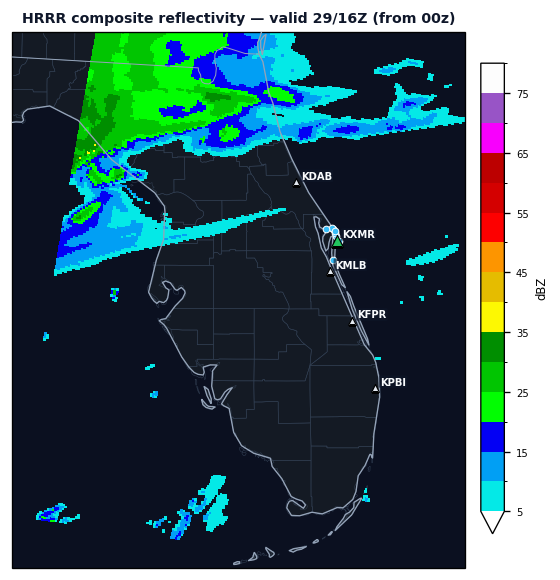 HRRR composite reflectivity — valid 29/16Z (from 00z)
KDAB
KXMR
KMLB
KFPR
KPBI
75
65
55
45
35
25
15
5
dBZ